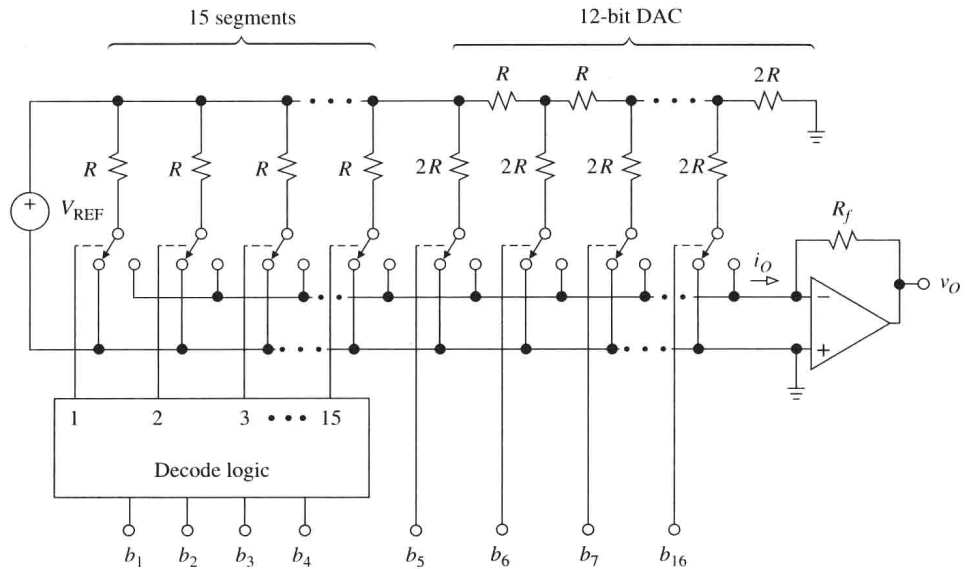 15 segments 12-bit DAC
R R 2R
R R R R 2R 2R 2R 2R
+ V_REF
R_f
i_O
−
v_O
+
1 2 3 • • • 15
Decode logic
b_1 b_2 b_3 b_4 b_5 b_6 b_7 b_16